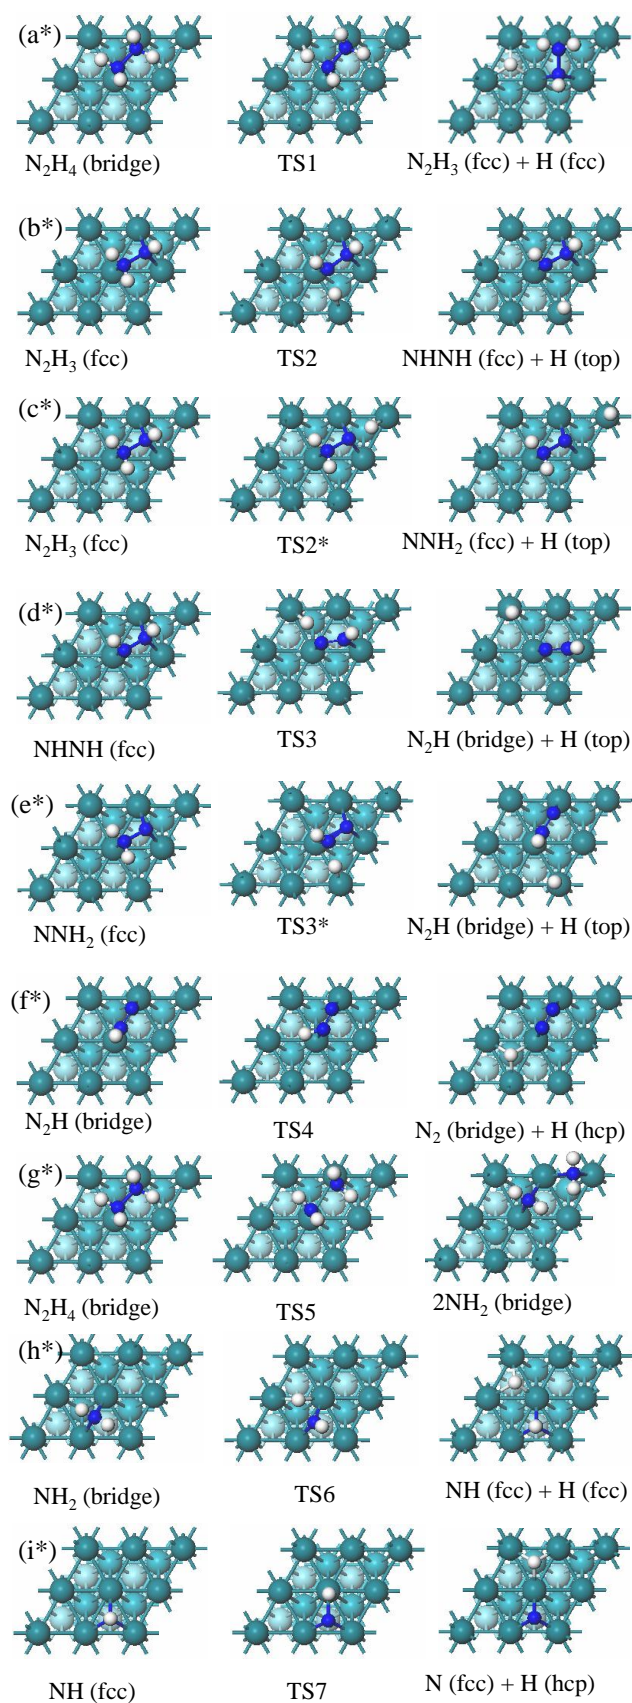 (a*)
N₂H₄ (bridge) TS1 N₂H₃ (fcc) + H (fcc)
(b*)
N₂H₃ (fcc) TS2 NHNH (fcc) + H (top)
(c*)
N₂H₃ (fcc) TS2* NNH₂ (fcc) + H (top)
(d*)
NHNH (fcc) TS3 N₂H (bridge) + H (top)
(e*)
NNH₂ (fcc) TS3* N₂H (bridge) + H (top)
(f*)
N₂H (bridge) TS4 N₂ (bridge) + H (hcp)
(g*)
N₂H₄ (bridge) TS5 2NH₂ (bridge)
(h*)
NH₂ (bridge) TS6 NH (fcc) + H (fcc)
(i*)
NH (fcc) TS7 N (fcc) + H (hcp)